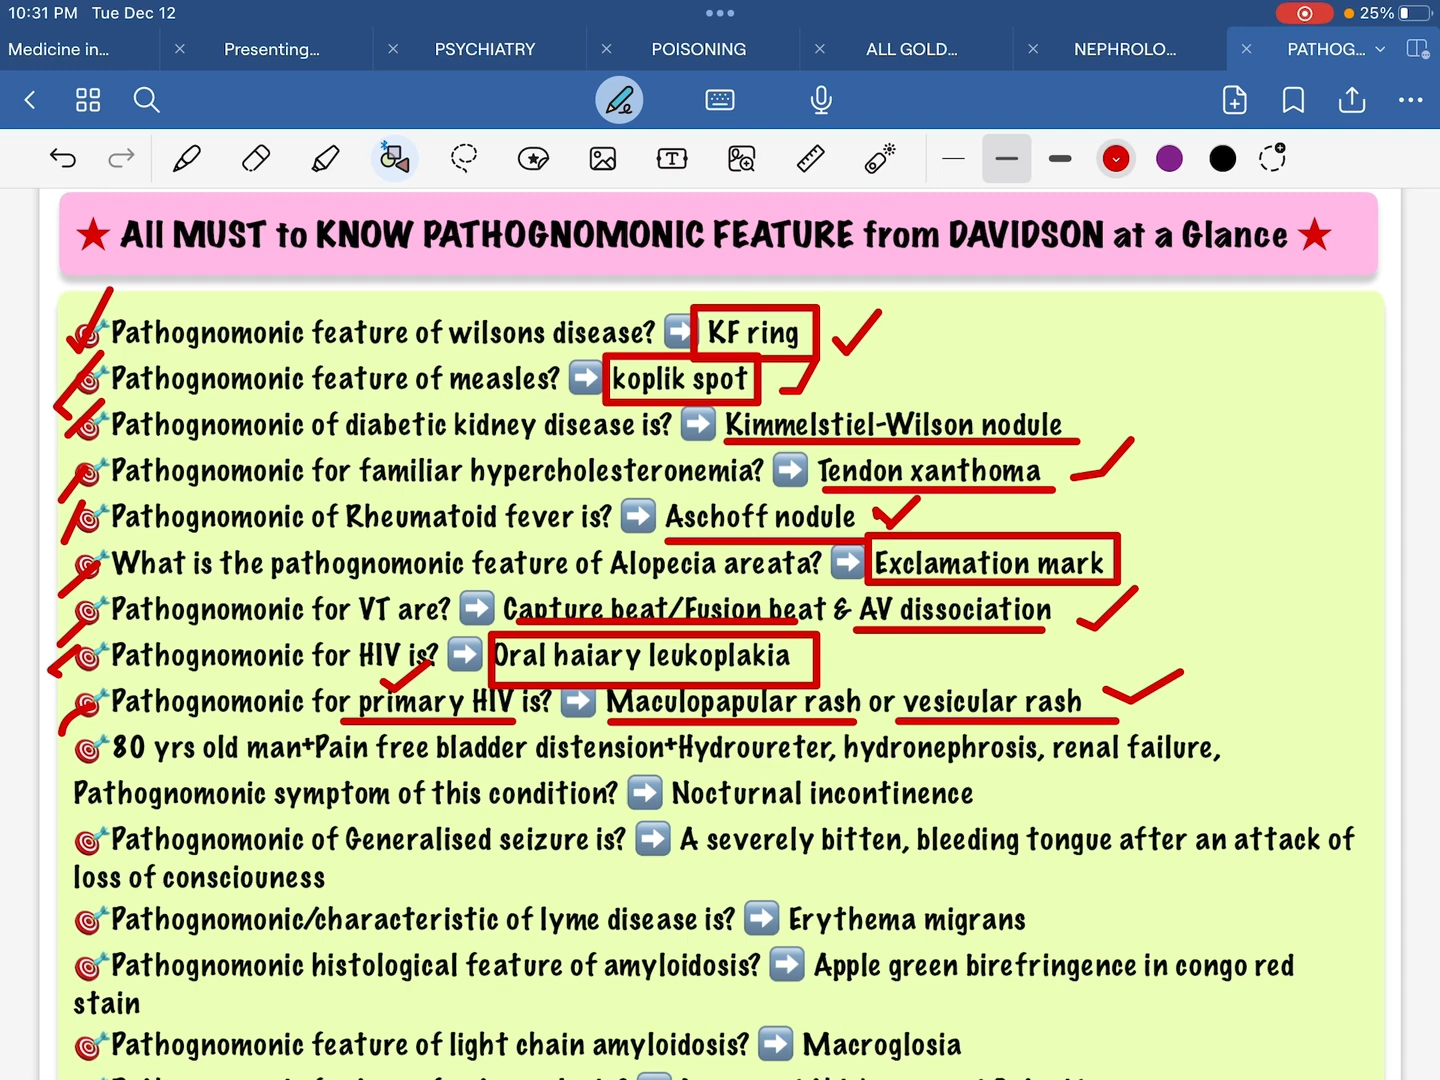 10:31 PM Tue Dec 12
25%
Medicine in...
Presenting...
PSYCHIATRY
POISONING
ALL GOLD...
NEPHROLO...
PATHOG...
All MUST to KNOW PATHOGNOMONIC FEATURE from DAVIDSON at a Glance
Pathognomonic feature of wilsons disease? KF ring
Pathognomonic feature of measles? koplik spot
Pathognomonic of diabetic kidney disease is? Kimmelstiel-Wilson nodule
Pathognomonic for familiar hypercholesteronemia? Tendon xanthoma
Pathognomonic of Rheumatoid fever is? Aschoff nodule
What is the pathognomonic feature of Alopecia areata? Exclamation mark
Pathognomonic for VT are? Capture beat/Fusion beat & AV dissociation
Pathognomonic for HIV is? Oral haiary leukoplakia
Pathognomonic for primary HIV is? Maculopapular rash or vesicular rash
80 yrs old man+Pain free bladder distension+Hydroureter, hydronephrosis, renal failure,
Pathognomonic symptom of this condition? Nocturnal incontinence
Pathognomonic of Generalised seizure is? A severely bitten, bleeding tongue after an attack of
loss of consciouness
Pathognomonic/characteristic of lyme disease is? Erythema migrans
Pathognomonic histological feature of amyloidosis? Apple green birefringence in congo red
stain
Pathognomonic feature of light chain amyloidosis? Macroglosia